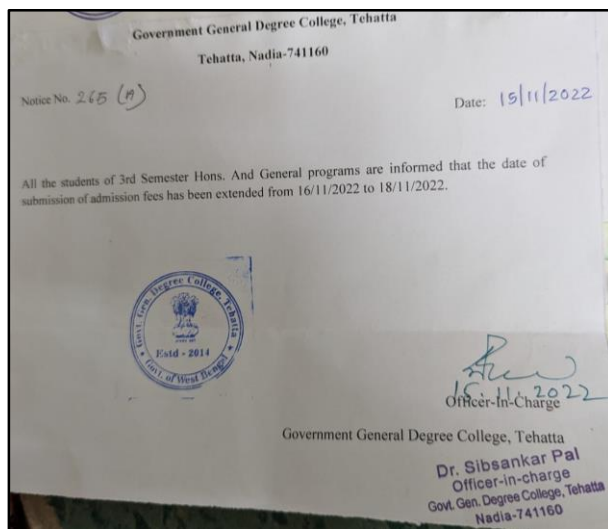 Government General Degree College, Tehatta
Tehatta, Nadia-741160
Notice No. 265 (A)
Date: 15/11/2022
All the students of 3rd Semester Hons. And General programs are informed that the date of
submission of admission fees has been extended from 16/11/2022 to 18/11/2022.
Govt. Gen. Degree College, Tehatta
Estd - 2014
Govt. of West Bengal
15.11.2022
Officer-In-Charge
Government General Degree College, Tehatta
Dr. Sibsankar Pal
Officer-in-charge
Govt. Gen. Degree College, Tehatta
Nadia-741160